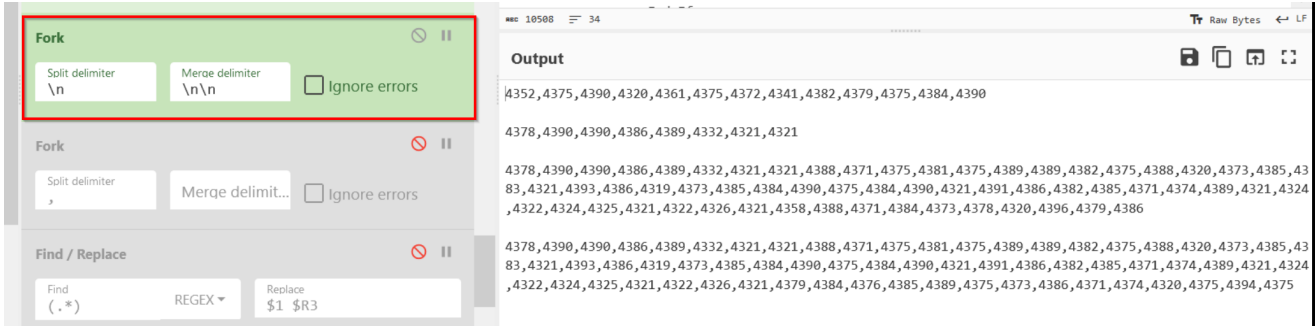 Fork
Split delimiter
\n
Merge delimiter
\n\n
Ignore errors
Fork
Split delimiter
,
Merge delimit...
Ignore errors
Find / Replace
Find
(.*)
REGEX
Replace
$1 $R3
REC 10508 34
Tт Raw Bytes LF
Output
4352,4375,4390,4320,4361,4375,4372,4341,4382,4379,4375,4384,4390
4378,4390,4390,4386,4389,4332,4321,4321
4378,4390,4390,4386,4389,4332,4321,4321,4388,4371,4375,4381,4375,4389,4389,4382,4375,4388,4320,4373,4385,43
83,4321,4393,4386,4319,4373,4385,4384,4390,4375,4384,4390,4321,4391,4386,4382,4385,4371,4374,4389,4321,4324
,4322,4324,4325,4321,4322,4326,4321,4358,4388,4371,4384,4373,4378,4320,4396,4379,4386
4378,4390,4390,4386,4389,4332,4321,4321,4388,4371,4375,4381,4375,4389,4389,4382,4375,4388,4320,4373,4385,43
83,4321,4393,4386,4319,4373,4385,4384,4390,4375,4384,4390,4321,4391,4386,4382,4385,4371,4374,4389,4321,4324
,4322,4324,4325,4321,4322,4326,4321,4379,4384,4376,4385,4389,4375,4373,4386,4371,4374,4320,4375,4394,4375